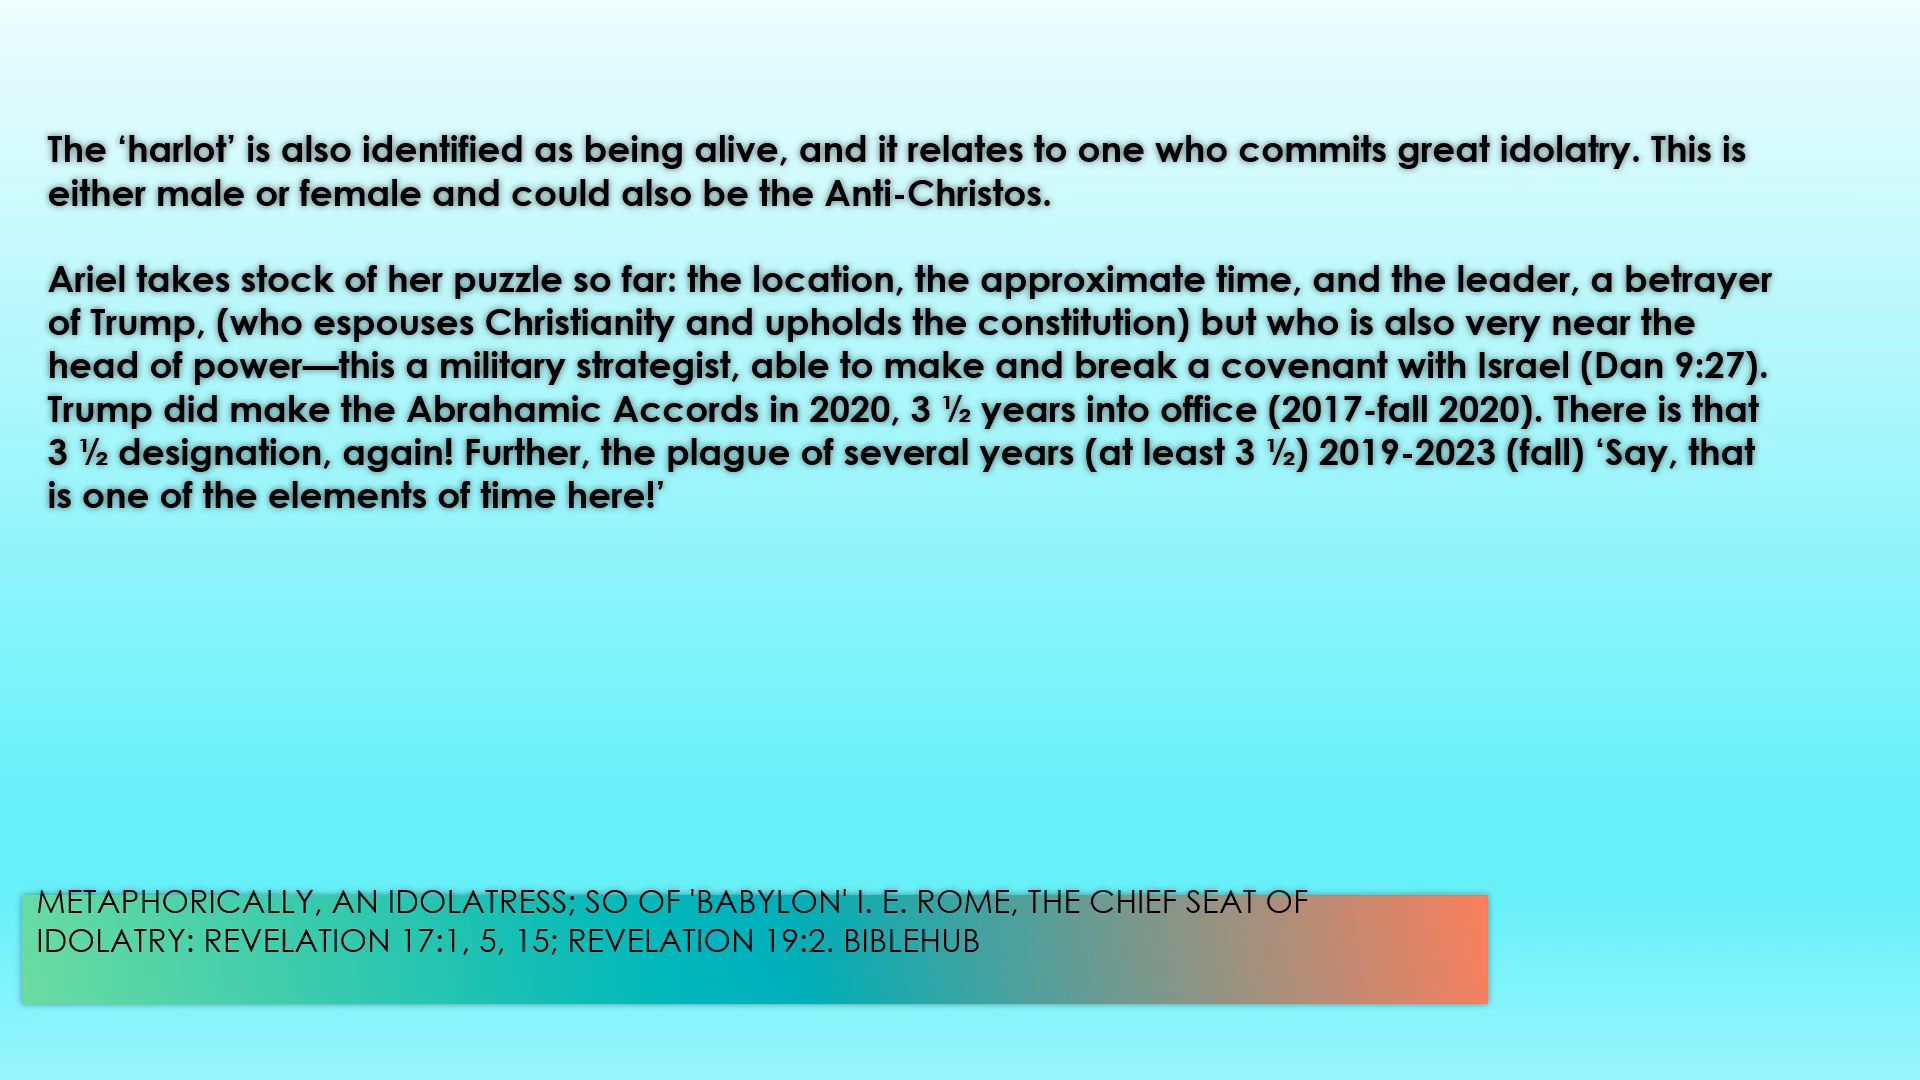 The ‘harlot’ is also identified as being alive, and it relates to one who commits great idolatry. This is
either male or female and could also be the Anti-Christos.
Ariel takes stock of her puzzle so far: the location, the approximate time, and the leader, a betrayer
of Trump, (who espouses Christianity and upholds the constitution) but who is also very near the
head of power—this a military strategist, able to make and break a covenant with Israel (Dan 9:27).
Trump did make the Abrahamic Accords in 2020, 3 ½ years into office (2017-fall 2020). There is that
3 ½ designation, again! Further, the plague of several years (at least 3 ½) 2019-2023 (fall) ‘Say, that
is one of the elements of time here!’
METAPHORICALLY, AN IDOLATRESS; SO OF 'BABYLON' I. E. ROME, THE CHIEF SEAT OF
IDOLATRY: REVELATION 17:1, 5, 15; REVELATION 19:2. BIBLEHUB